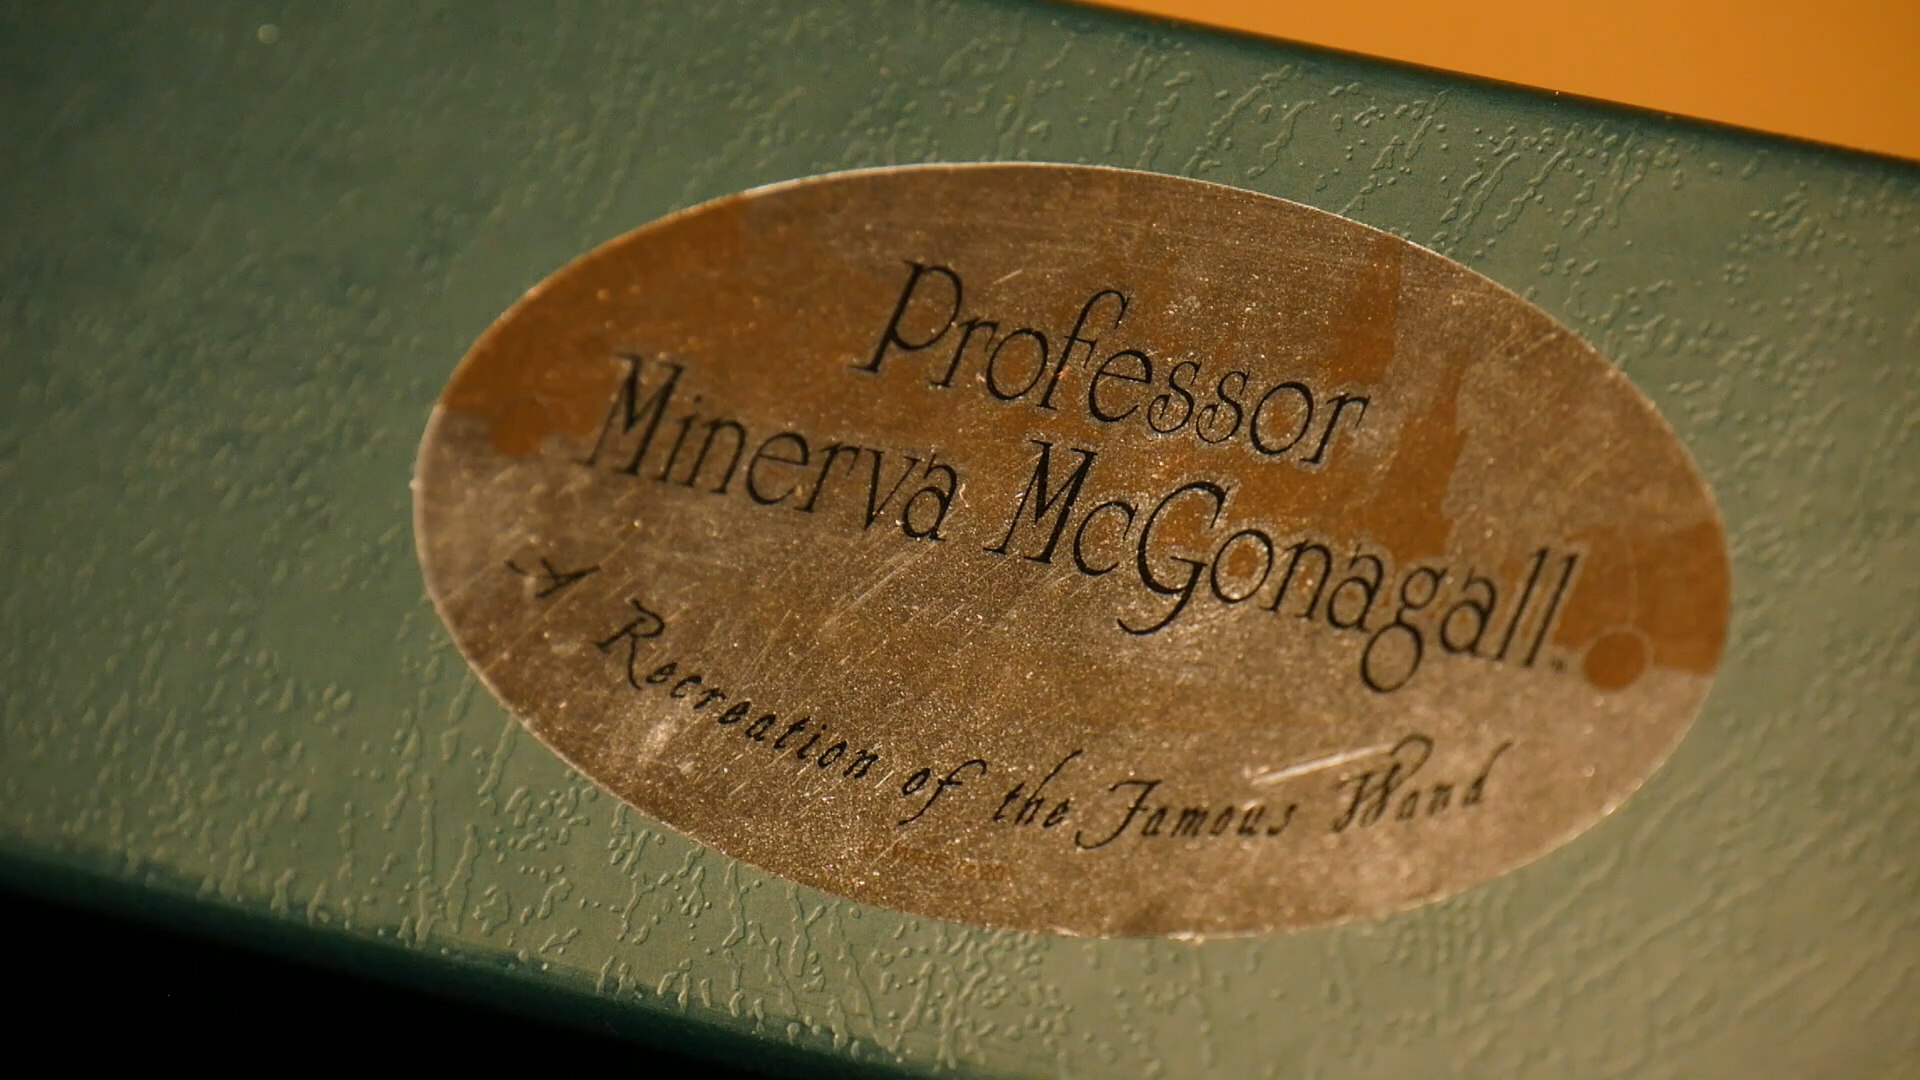 Professor
Minerva McGonagall
A Recreation of the Famous Wand